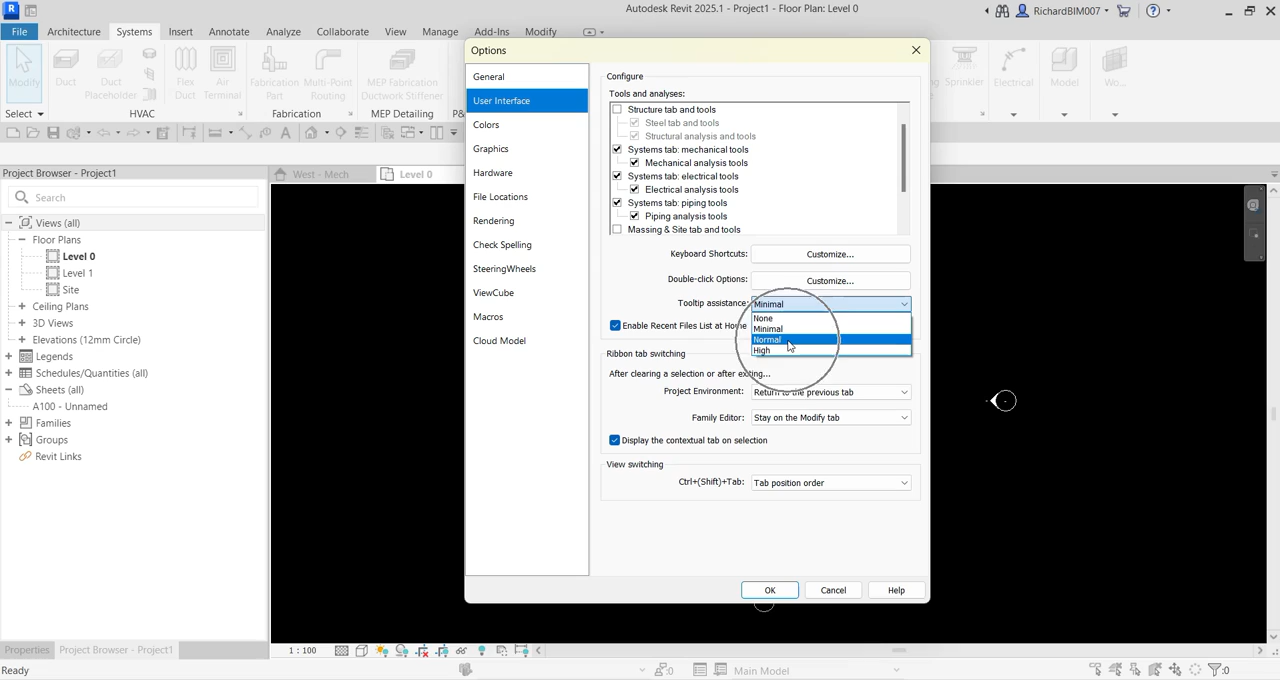 Autodesk Revit 2025.1 - Project1 - Floor Plan: Level 0
RichardBIM007
File Architecture Systems Insert Annotate Analyze Collaborate View Manage Add-Ins Modify
Modify Duct Duct Placeholder Flex Duct Air Terminal Fabrication Part Multi-Point Routing MEP Fabrication Ductwork Stiffener Sprinkler Electrical Model Wo...
Select HVAC Fabrication MEP Detailing
West - Mech Level 0
Project Browser - Project1
Search
Views (all)
Floor Plans
Level 0
Level 1
Site
Ceiling Plans
3D Views
Elevations (12mm Circle)
Legends
Schedules/Quantities (all)
Sheets (all)
A100 - Unnamed
Families
Groups
Revit Links
Properties Project Browser - Project1
Options
General
User Interface
Colors
Graphics
Hardware
File Locations
Rendering
Check Spelling
SteeringWheels
ViewCube
Macros
Cloud Model
Configure
Tools and analyses:
Structure tab and tools
Steel tab and tools
Structural analysis and tools
Systems tab: mechanical tools
Mechanical analysis tools
Systems tab: electrical tools
Electrical analysis tools
Systems tab: piping tools
Piping analysis tools
Massing & Site tab and tools
Keyboard Shortcuts: Customize...
Double-click Options: Customize...
Tooltip assistance: Minimal
None
Minimal
Normal
High
Enable Recent Files List at Home
Ribbon tab switching
After clearing a selection or after exiting...
Project Environment: Return to the previous tab
Family Editor: Stay on the Modify tab
Display the contextual tab on selection
View switching
Ctrl+(Shift)+Tab: Tab position order
OK Cancel Help
1 : 100
Ready
:0 Main Model :0